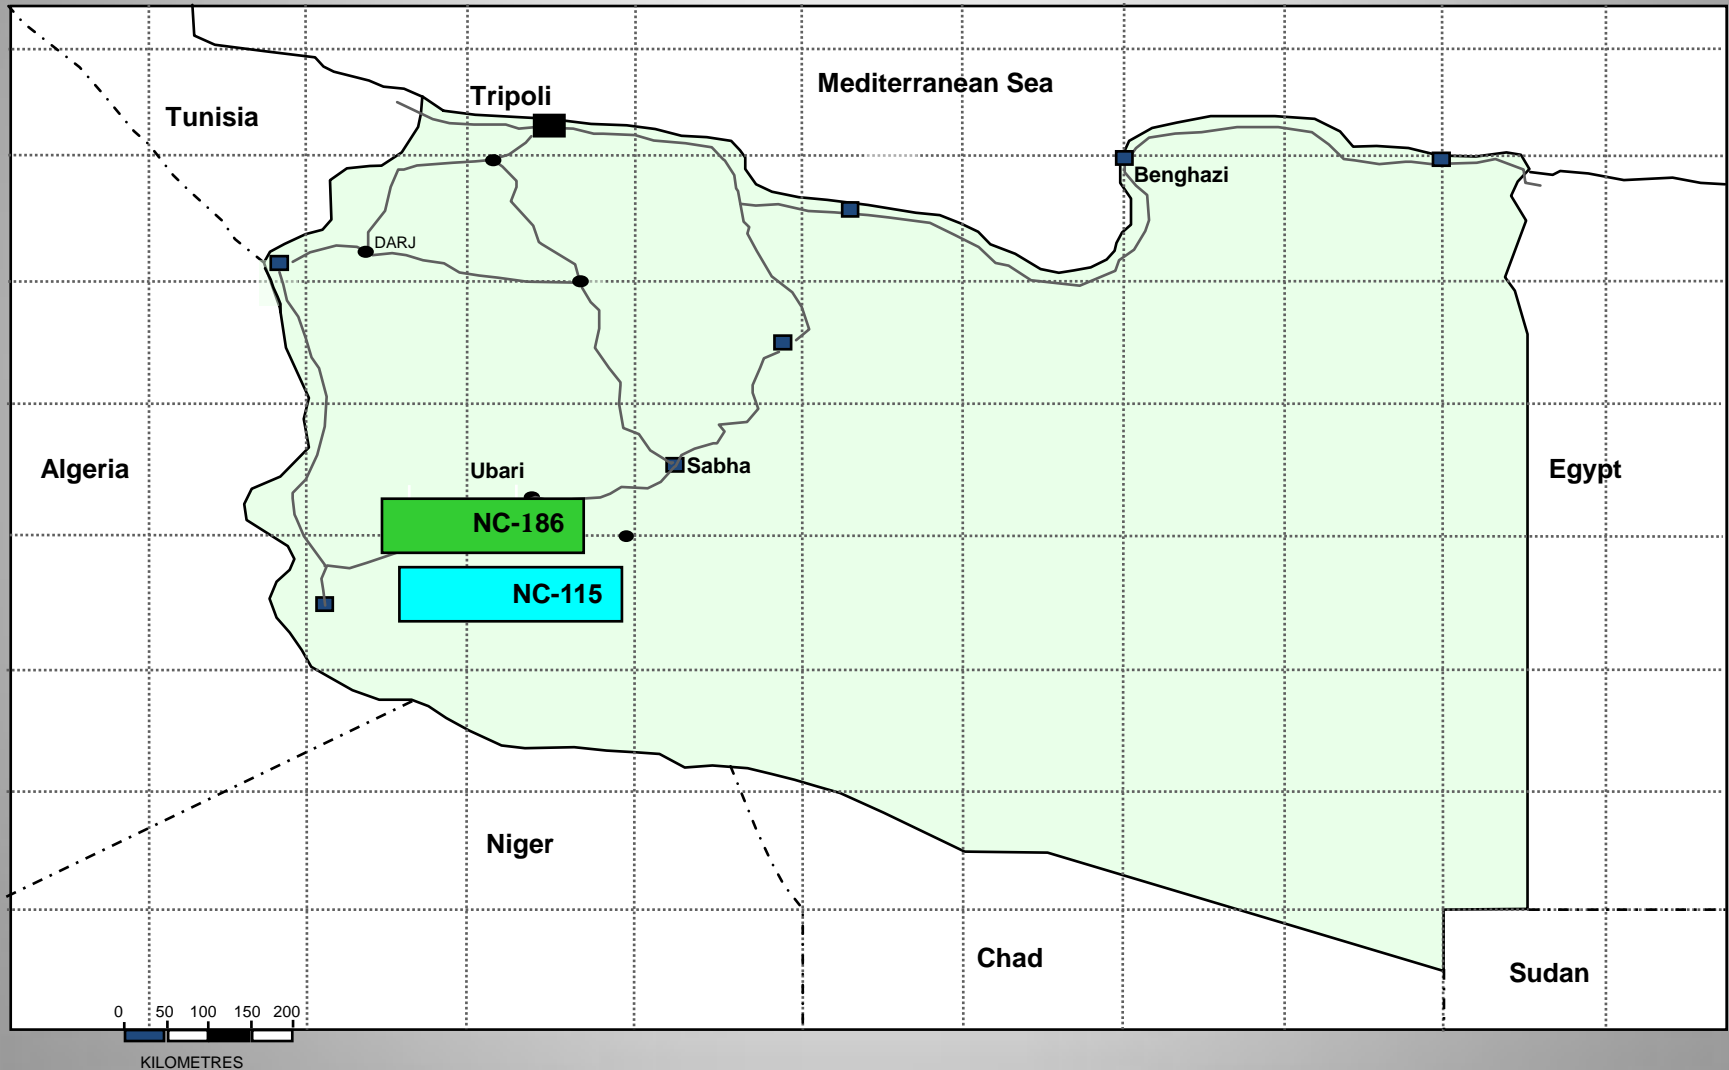 Mediterranean Sea
Tripoli
Tunisia
Benghazi
DARJ
Algeria
Ubari
Sabha
Egypt
NC-186
NC-115
Niger
Chad
Sudan
0 50 100 150 200
KILOMETRES